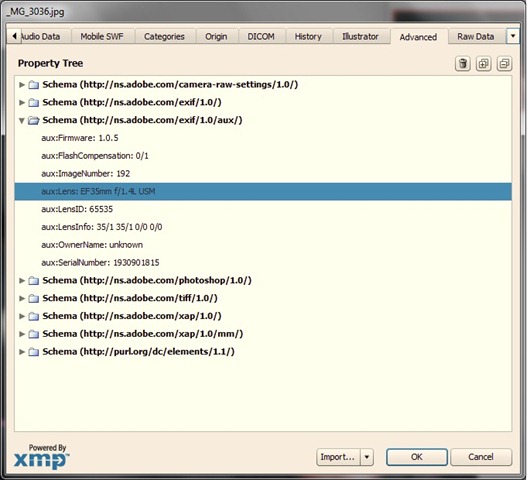 _MG_3036.jpg
Audio Data Mobile SWF Categories Origin DICOM History Illustrator Advanced Raw Data
Property Tree
Schema (http://ns.adobe.com/camera-raw-settings/1.0/)
Schema (http://ns.adobe.com/exif/1.0/)
Schema (http://ns.adobe.com/exif/1.0/aux/)
aux:Firmware: 1.0.5
aux:FlashCompensation: 0/1
aux:ImageNumber: 192
aux:Lens: EF35mm f/1.4L USM
aux:LensID: 65535
aux:LensInfo: 35/1 35/1 0/0 0/0
aux:OwnerName: unknown
aux:SerialNumber: 1930901815
Schema (http://ns.adobe.com/photoshop/1.0/)
Schema (http://ns.adobe.com/tiff/1.0/)
Schema (http://ns.adobe.com/xap/1.0/)
Schema (http://ns.adobe.com/xap/1.0/mm/)
Schema (http://purl.org/dc/elements/1.1/)
Powered By
xmp™
Import... OK Cancel